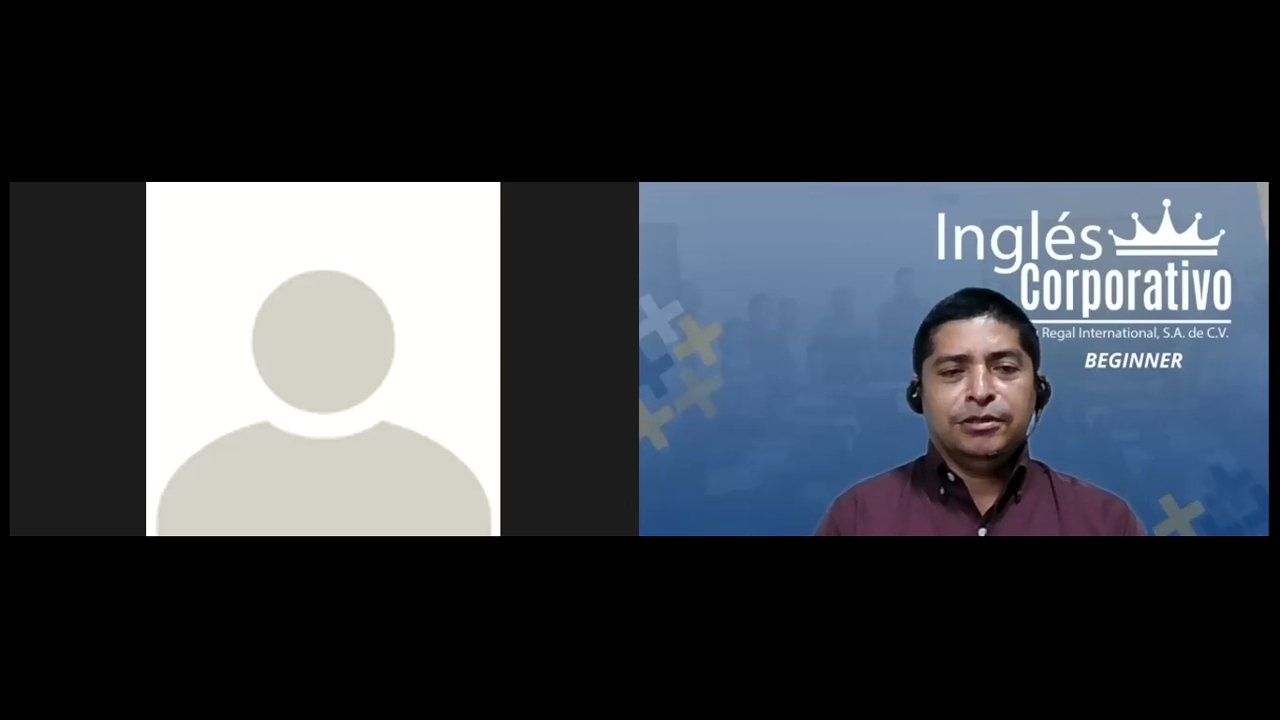 Inglés
Corporativo
Regal International, S.A. de C.V.
BEGINNER